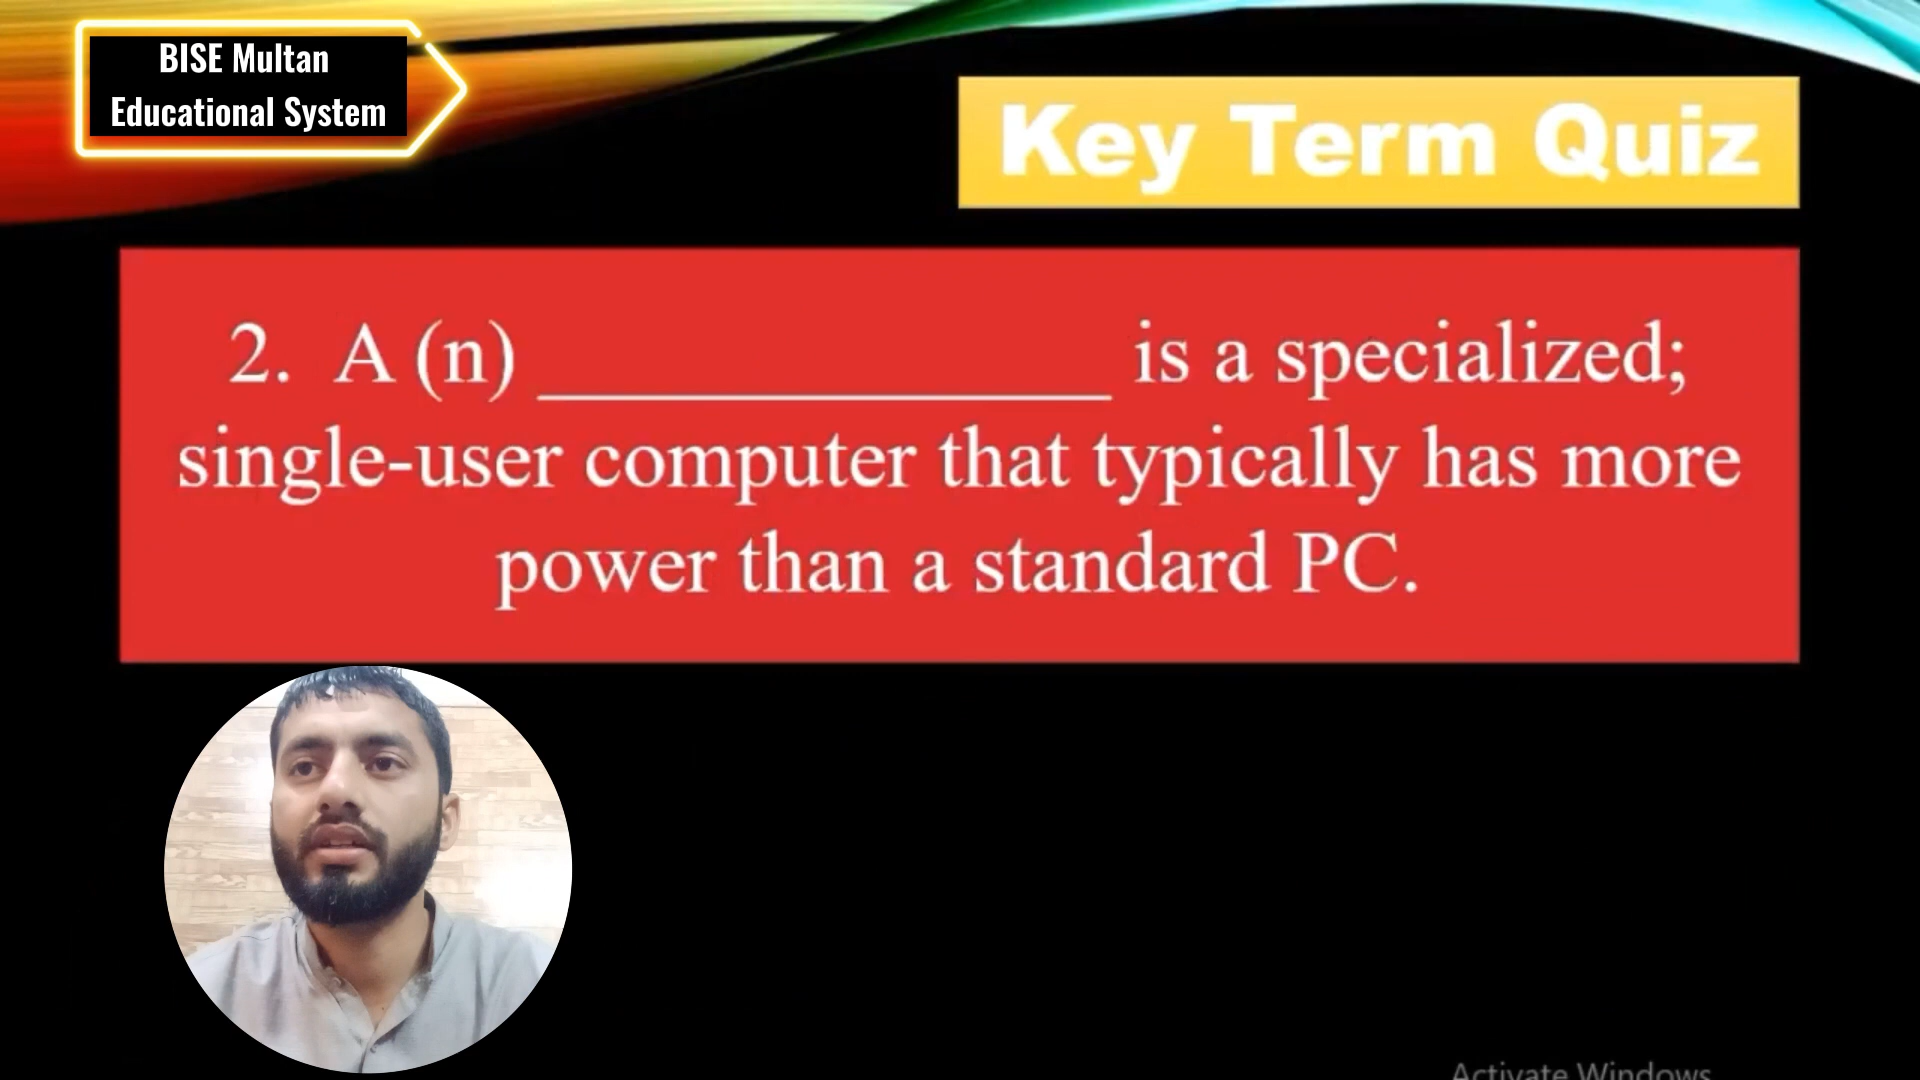 BISE Multan
Educational System
Key Term Quiz
2. A (n) ________________ is a specialized;
single-user computer that typically has more
power than a standard PC.
Activate Windows